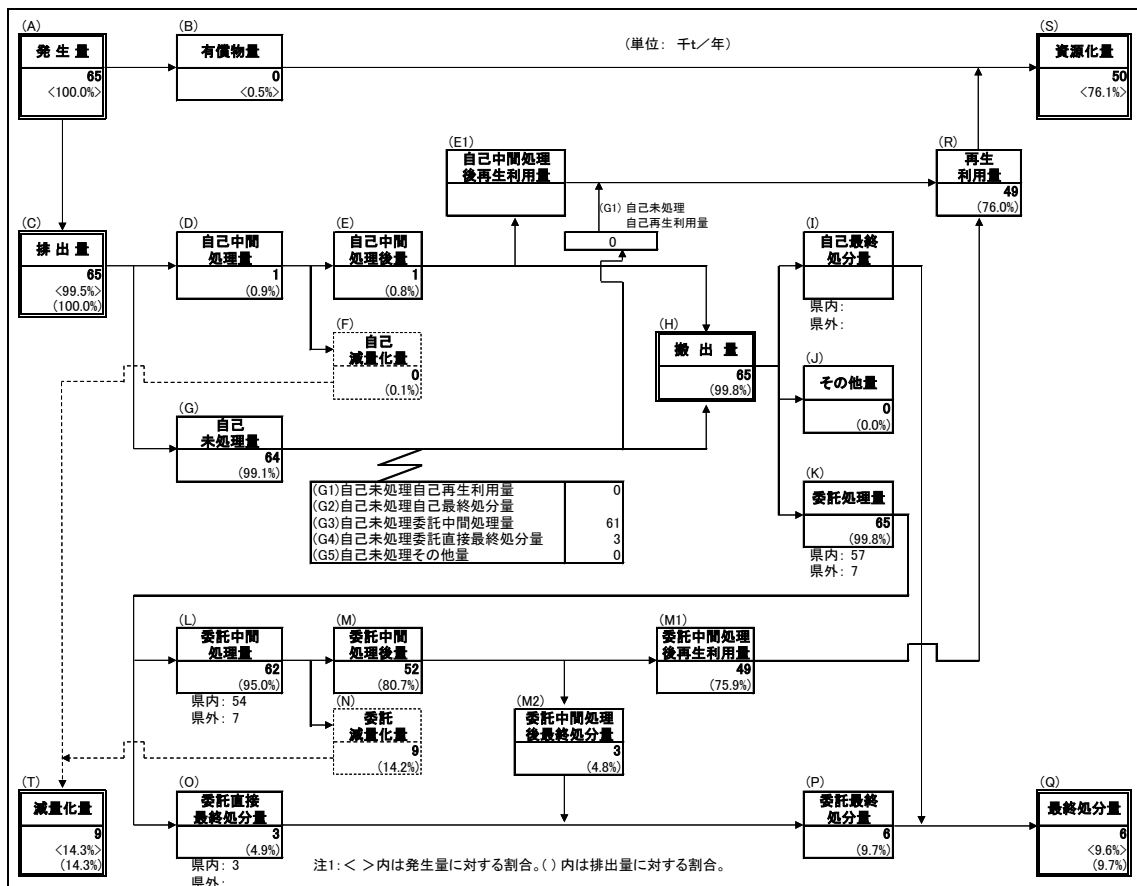 (A)
発 生 量
65
<100.0%>
(B)
有償物量
0
<0.5%>
(単位: 千t/年)
(S)
資源化量
50
<76.1%>
(E1)
自己中間処理
後再生利用量
(R)
再生
利用量
49
(76.0%)
(G1) 自己未処理
自己再生利用量
0
(C)
排 出 量
65
<99.5%>
(100.0%)
(D)
自己中間
処理量
1
(0.9%)
(E)
自己中間
処理後量
1
(0.8%)
(I)
自己最終
処分量
県内:
県外:
(F)
自己
減量化量
0
(0.1%)
(H)
搬 出 量
65
(99.8%)
(J)
その他量
0
(0.0%)
(G)
自己
未処理量
64
(99.1%)
(G1)自己未処理自己再生利用量 0
(G2)自己未処理自己最終処分量
(G3)自己未処理委託中間処理量 61
(G4)自己未処理委託直接最終処分量 3
(G5)自己未処理その他量 0
(K)
委託処理量
65
(99.8%)
県内: 57
県外: 7
(L)
委託中間
処理量
62
(95.0%)
県内: 54
県外: 7
(M)
委託中間
処理後量
52
(80.7%)
(M1)
委託中間処理
後再生利用量
49
(75.9%)
(N)
委託
減量化量
9
(14.2%)
(M2)
委託中間処理
後最終処分量
3
(4.8%)
(T)
減量化量
9
<14.3%>
(14.3%)
(O)
委託直接
最終処分量
3
(4.9%)
県内: 3
県外:
(P)
委託最終
処分量
6
(9.7%)
(Q)
最終処分量
6
<9.6%>
(9.7%)
注1:< >内は発生量に対する割合。( )内は排出量に対する割合。